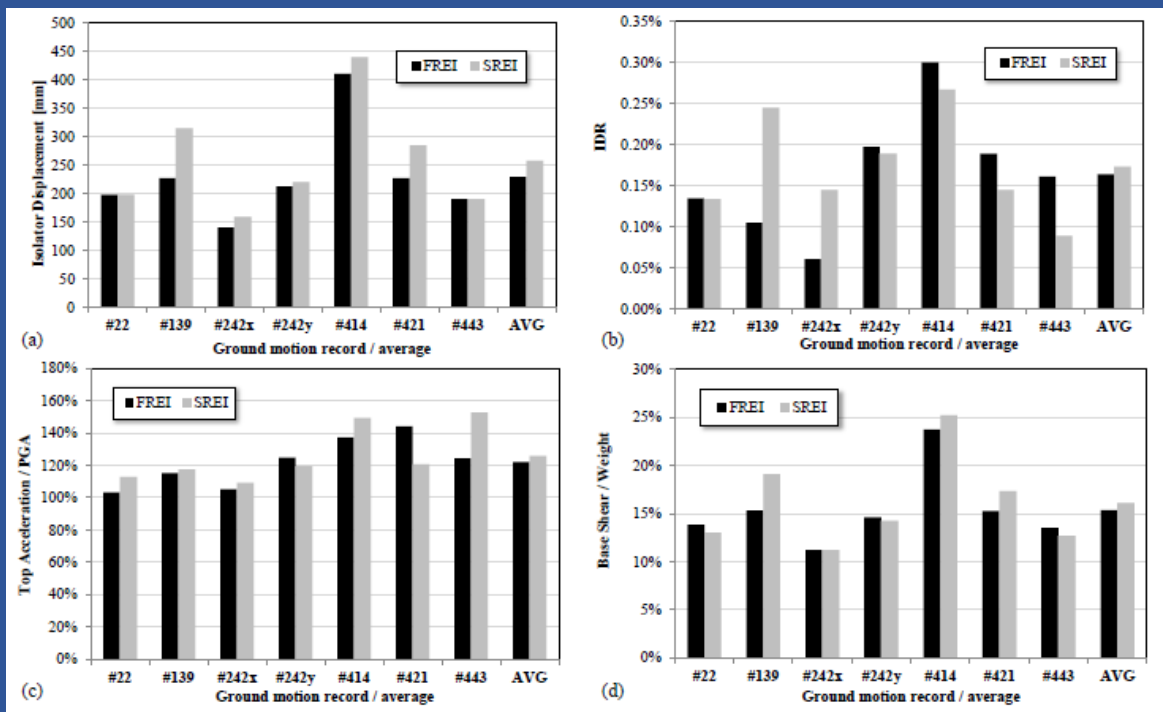 500
450
400
350
300
250
200
150
100
50
0
Isolator Displacement [mm]
FREI SREI
#22 #139 #242x #242y #414 #421 #443 AVG
(a) Ground motion record / average
0.30%
0.25%
0.20%
0.15%
0.10%
0.05%
0.00%
IDR
FREI SREI
#22 #139 #242x #242y #414 #421 #443 AVG
(b) Ground motion record / average
180%
160%
140%
120%
100%
80%
60%
40%
20%
0%
Top Acceleration / PGA
FREI SREI
#22 #139 #242x #242y #414 #421 #443 AVG
(c) Ground motion record / average
30%
25%
20%
15%
10%
5%
0%
Base Shear / Weight
FREI SREI
#22 #139 #242x #242y #414 #421 #443 AVG
(d) Ground motion record / average